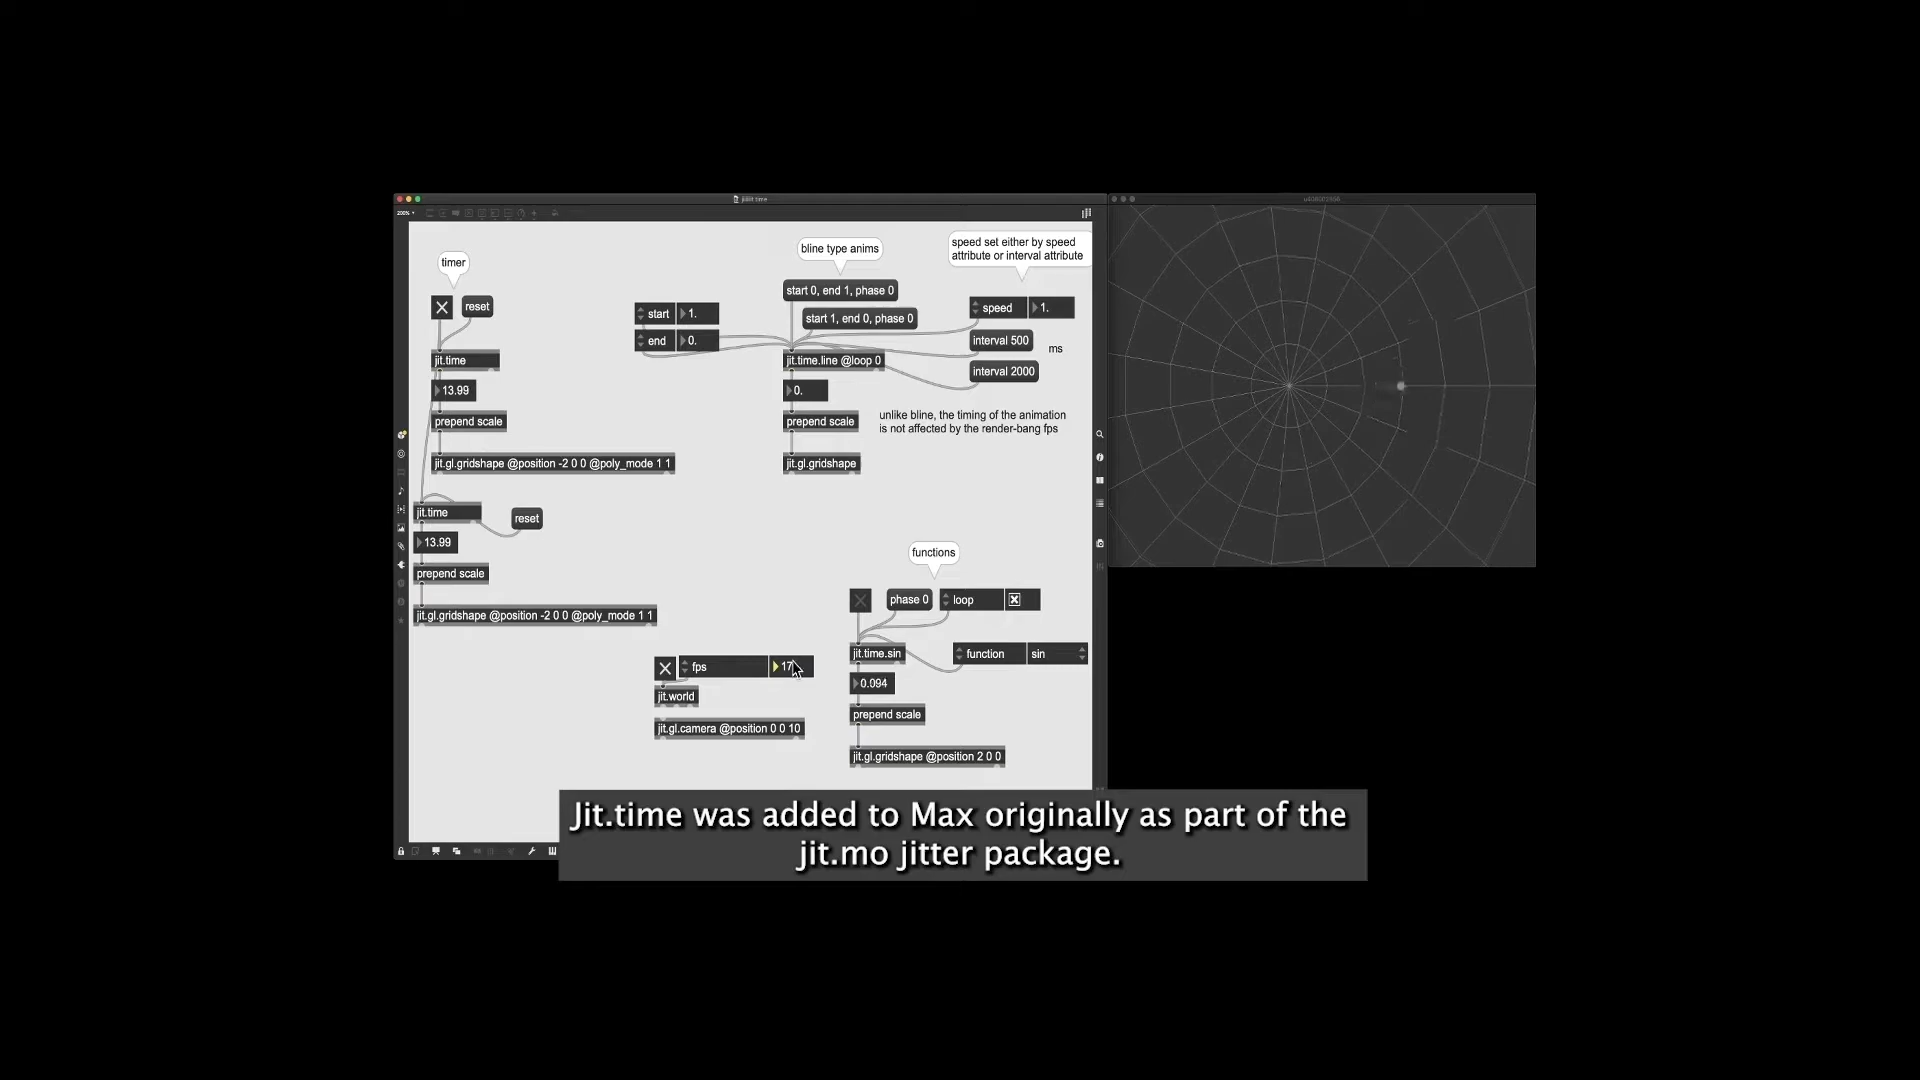 jiiiiit time
200%
timer
reset
jit.time
13.99
prepend scale
jit.gl.gridshape @position -2 0 0 @poly_mode 1 1
jit.time
reset
13.99
prepend scale
jit.gl.gridshape @position -2 0 0 @poly_mode 1 1
start 1.
end 0.
bline type anims
start 0, end 1, phase 0
start 1, end 0, phase 0
jit.time.line @loop 0
0.
prepend scale
jit.gl.gridshape
speed set either by speed
attribute or interval attribute
speed 1.
interval 500
ms
interval 2000
unlike bline, the timing of the animation
is not affected by the render-bang fps
functions
phase 0
loop
jit.time.sin
function sin
0.094
prepend scale
jit.gl.gridshape @position 2 0 0
fps 17
jit.world
jit.gl.camera @position 0 0 10
Jit.time was added to Max originally as part of the
jit.mo jitter package.